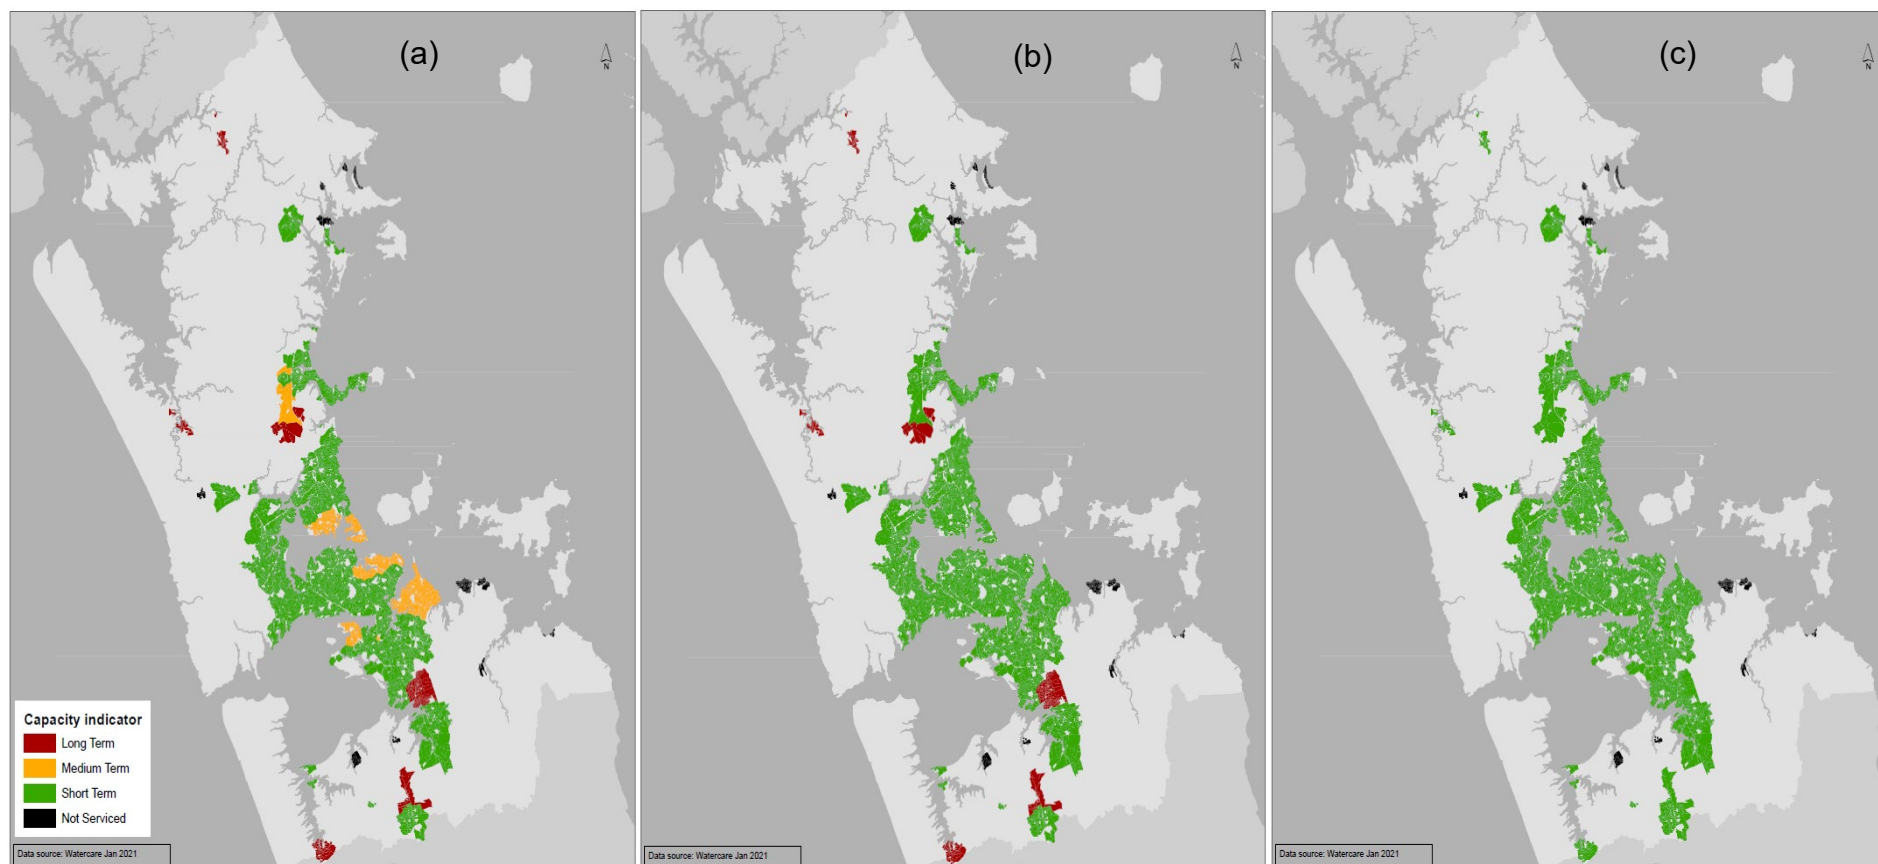 (a)
N
(b)
N
(c)
N
Capacity indicator
Long Term
Medium Term
Short Term
Not Serviced
Data source: Watercare Jan 2021
Data source: Watercare Jan 2021
Data source: Watercare Jan 2021